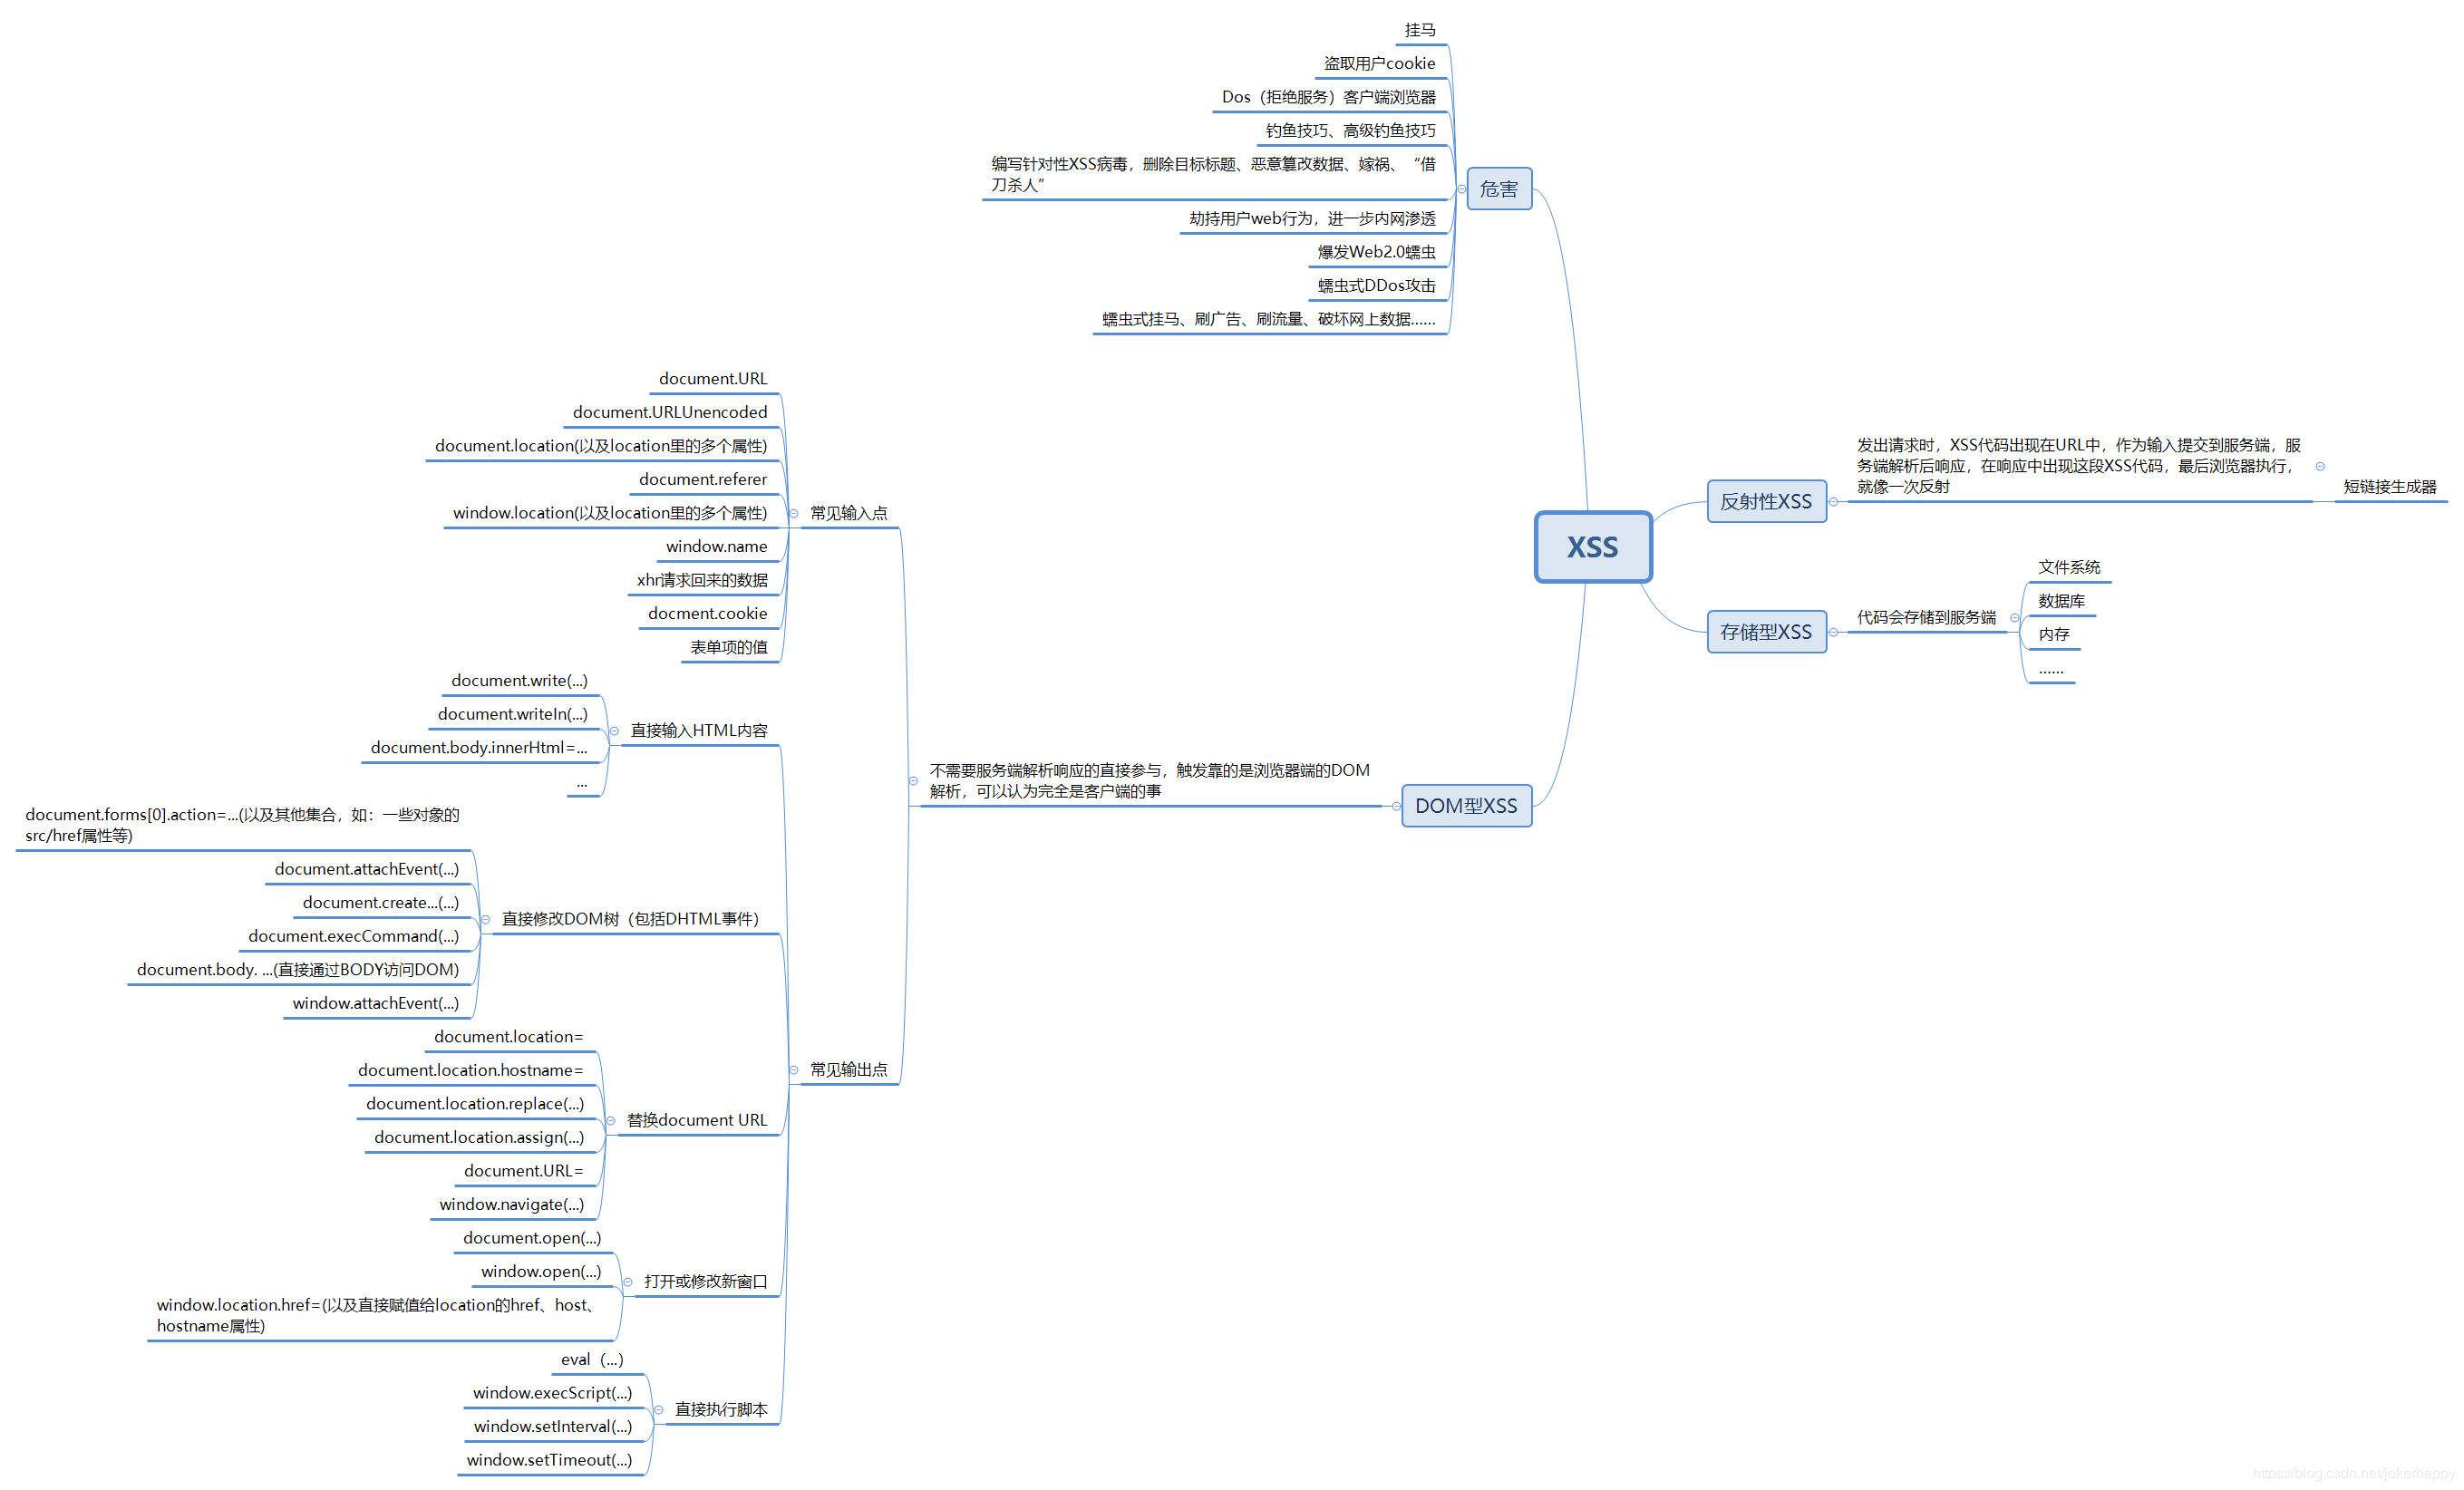 挂马
盗取用户cookie
Dos（拒绝服务）客户端浏览器
钓鱼技巧、高级钓鱼技巧
编写针对性XSS病毒，删除目标标题、恶意篡改数据、嫁祸、“借
刀杀人”
劫持用户web行为，进一步内网渗透
爆发Web2.0蠕虫
蠕虫式DDos攻击
蠕虫式挂马、刷广告、刷流量、破坏网上数据......
危害
XSS
反射性XSS
发出请求时，XSS代码出现在URL中，作为输入提交到服务端，服
务端解析后响应，在响应中出现这段XSS代码，最后浏览器执行，
就像一次反射
短链接生成器
存储型XSS
代码会存储到服务端
文件系统
数据库
内存
......
DOM型XSS
不需要服务端解析响应的直接参与，触发靠的是浏览器端的DOM
解析，可以认为完全是客户端的事
常见输入点
document.URL
document.URLUnencoded
document.location(以及location里的多个属性)
document.referer
window.location(以及location里的多个属性)
window.name
xhr请求回来的数据
docment.cookie
表单项的值
常见输出点
直接输入HTML内容
document.write(...)
document.writeIn(...)
document.body.innerHtml=...
...
直接修改DOM树（包括DHTML事件）
document.forms[0].action=...(以及其他集合，如：一些对象的
src/href属性等)
document.attachEvent(...)
document.create...(...)
document.execCommand(...)
document.body. ...(直接通过BODY访问DOM)
window.attachEvent(...)
替换document URL
document.location=
document.location.hostname=
document.location.replace(...)
document.location.assign(...)
document.URL=
window.navigate(...)
打开或修改新窗口
document.open(...)
window.open(...)
window.location.href=(以及直接赋值给location的href、host、
hostname属性)
直接执行脚本
eval（...）
window.execScript(...)
window.setInterval(...)
window.setTimeout(...)
https://blog.csdn.net/jokerhappy